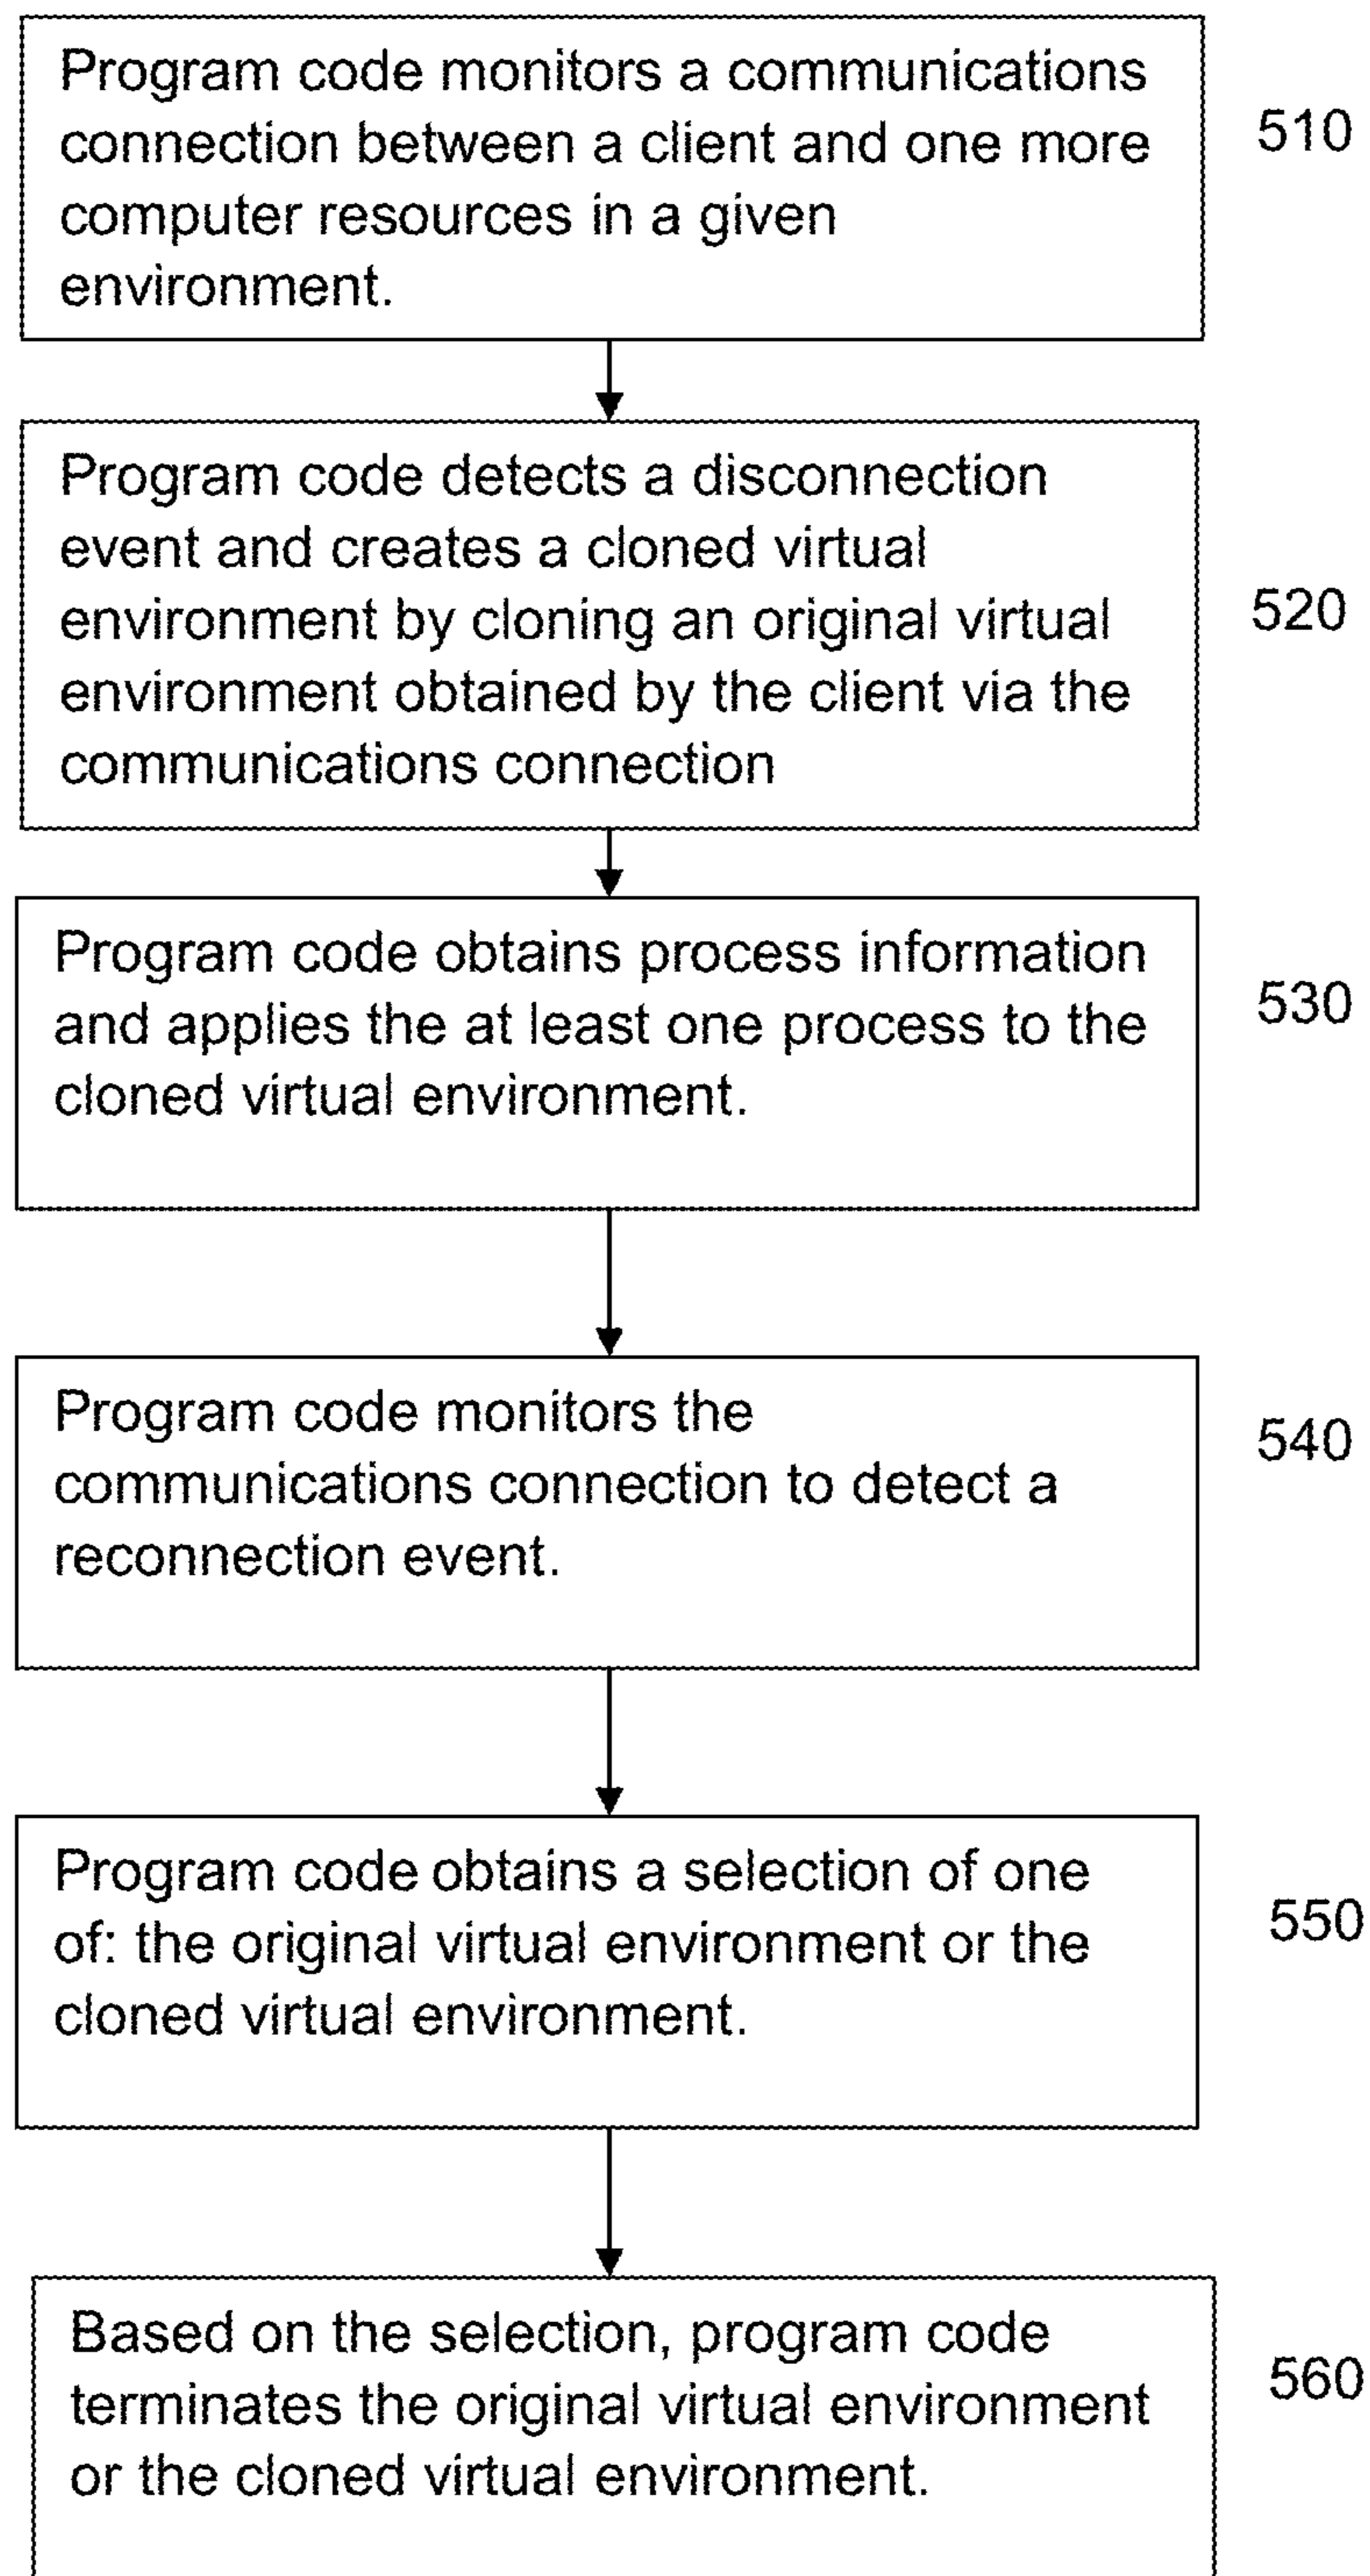 Program code monitors a communications
connection between a client and one more
computer resources in a given
environment.
510
Program code detects a disconnection
event and creates a cloned virtual
environment by cloning an original virtual
environment obtained by the client via the
communications connection
520
Program code obtains process information
and applies the at least one process to the
cloned virtual environment.
530
Program code monitors the
communications connection to detect a
reconnection event.
540
Program code obtains a selection of one
of: the original virtual environment or the
cloned virtual environment.
550
Based on the selection, program code
terminates the original virtual environment
or the cloned virtual environment.
560